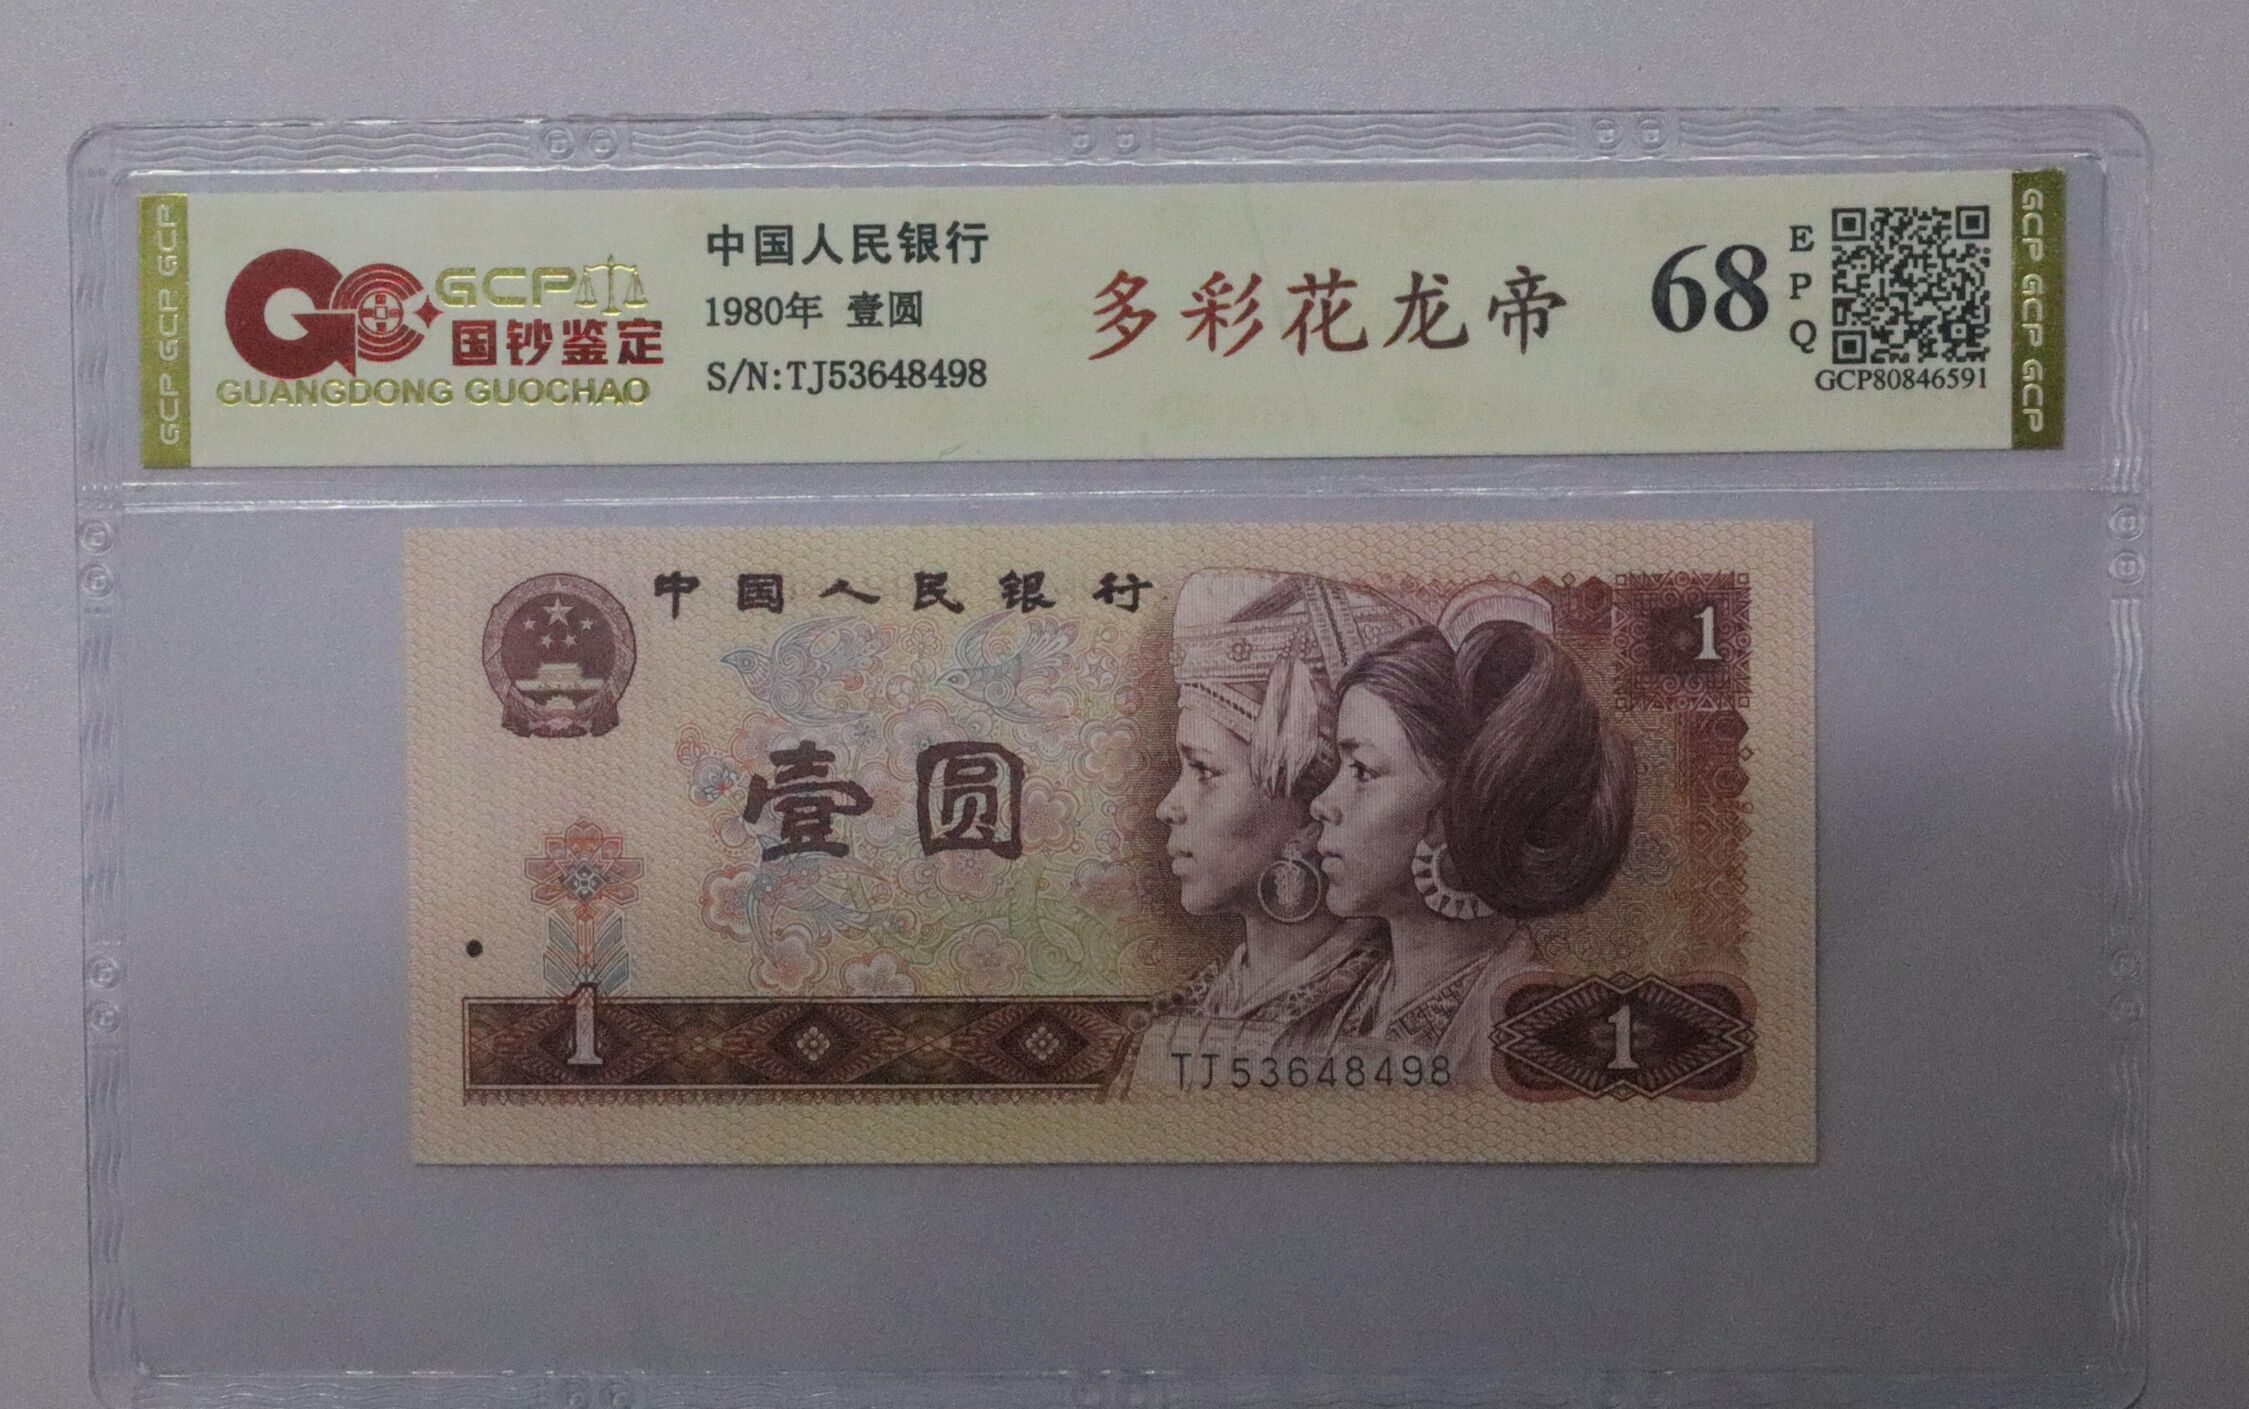 GCP GCP GCP
GCP
国钞鉴定
GUANGDONG GUOCHAO
中国人民银行
1980年 壹圆
S/N:TJ53648498
多彩花龙帝
68
EPQ
GCP80846591
GCP GCP GCP
中国人民银行
1
壹圆
1
1
TJ53648498